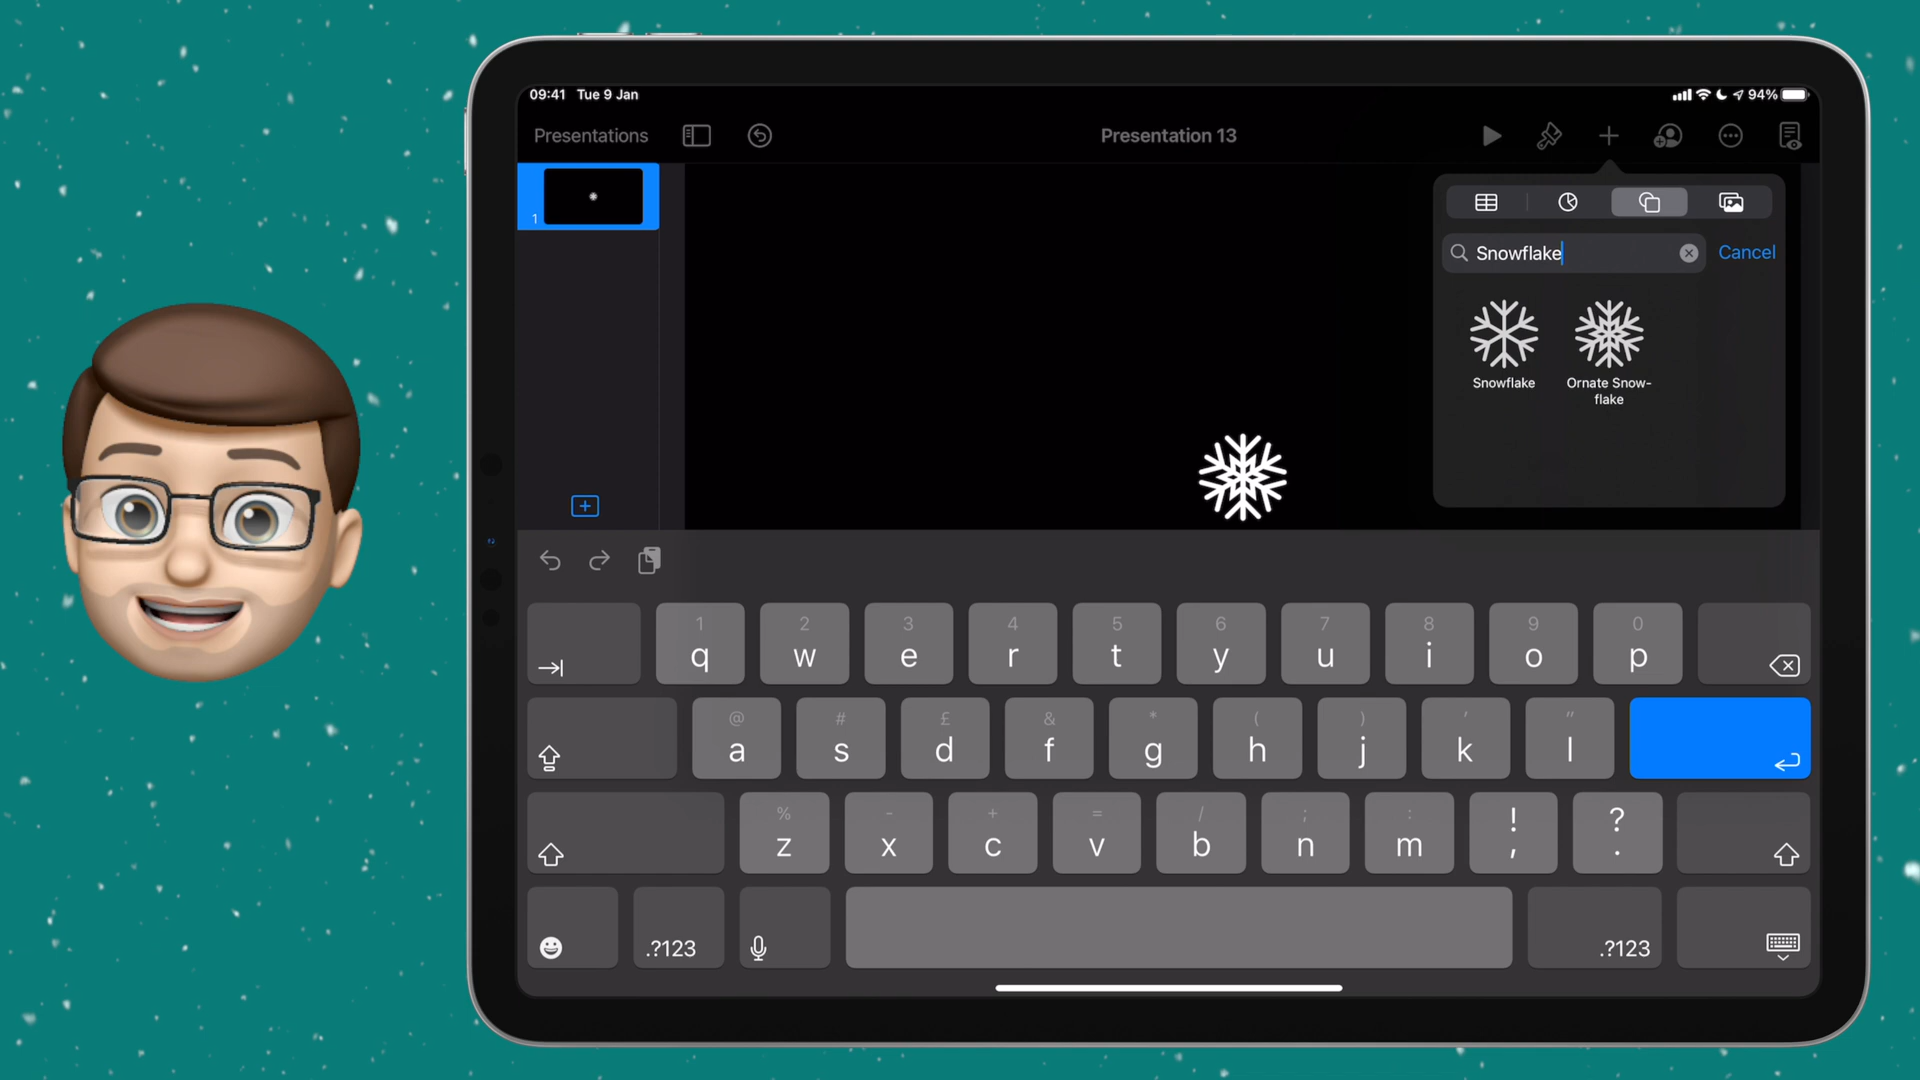 09:41 Tue 9 Jan
94%
Presentations
Presentation 13
1
Snowflake
Cancel
Snowflake
Ornate Snow-
flake
1 2 3 4 5 6 7 8 9 0
q w e r t y u i o p
@ # £ & * ( ) ' "
a s d f g h j k l
% - + = / ; : ! ?
z x c v b n m , .
.?123 .?123